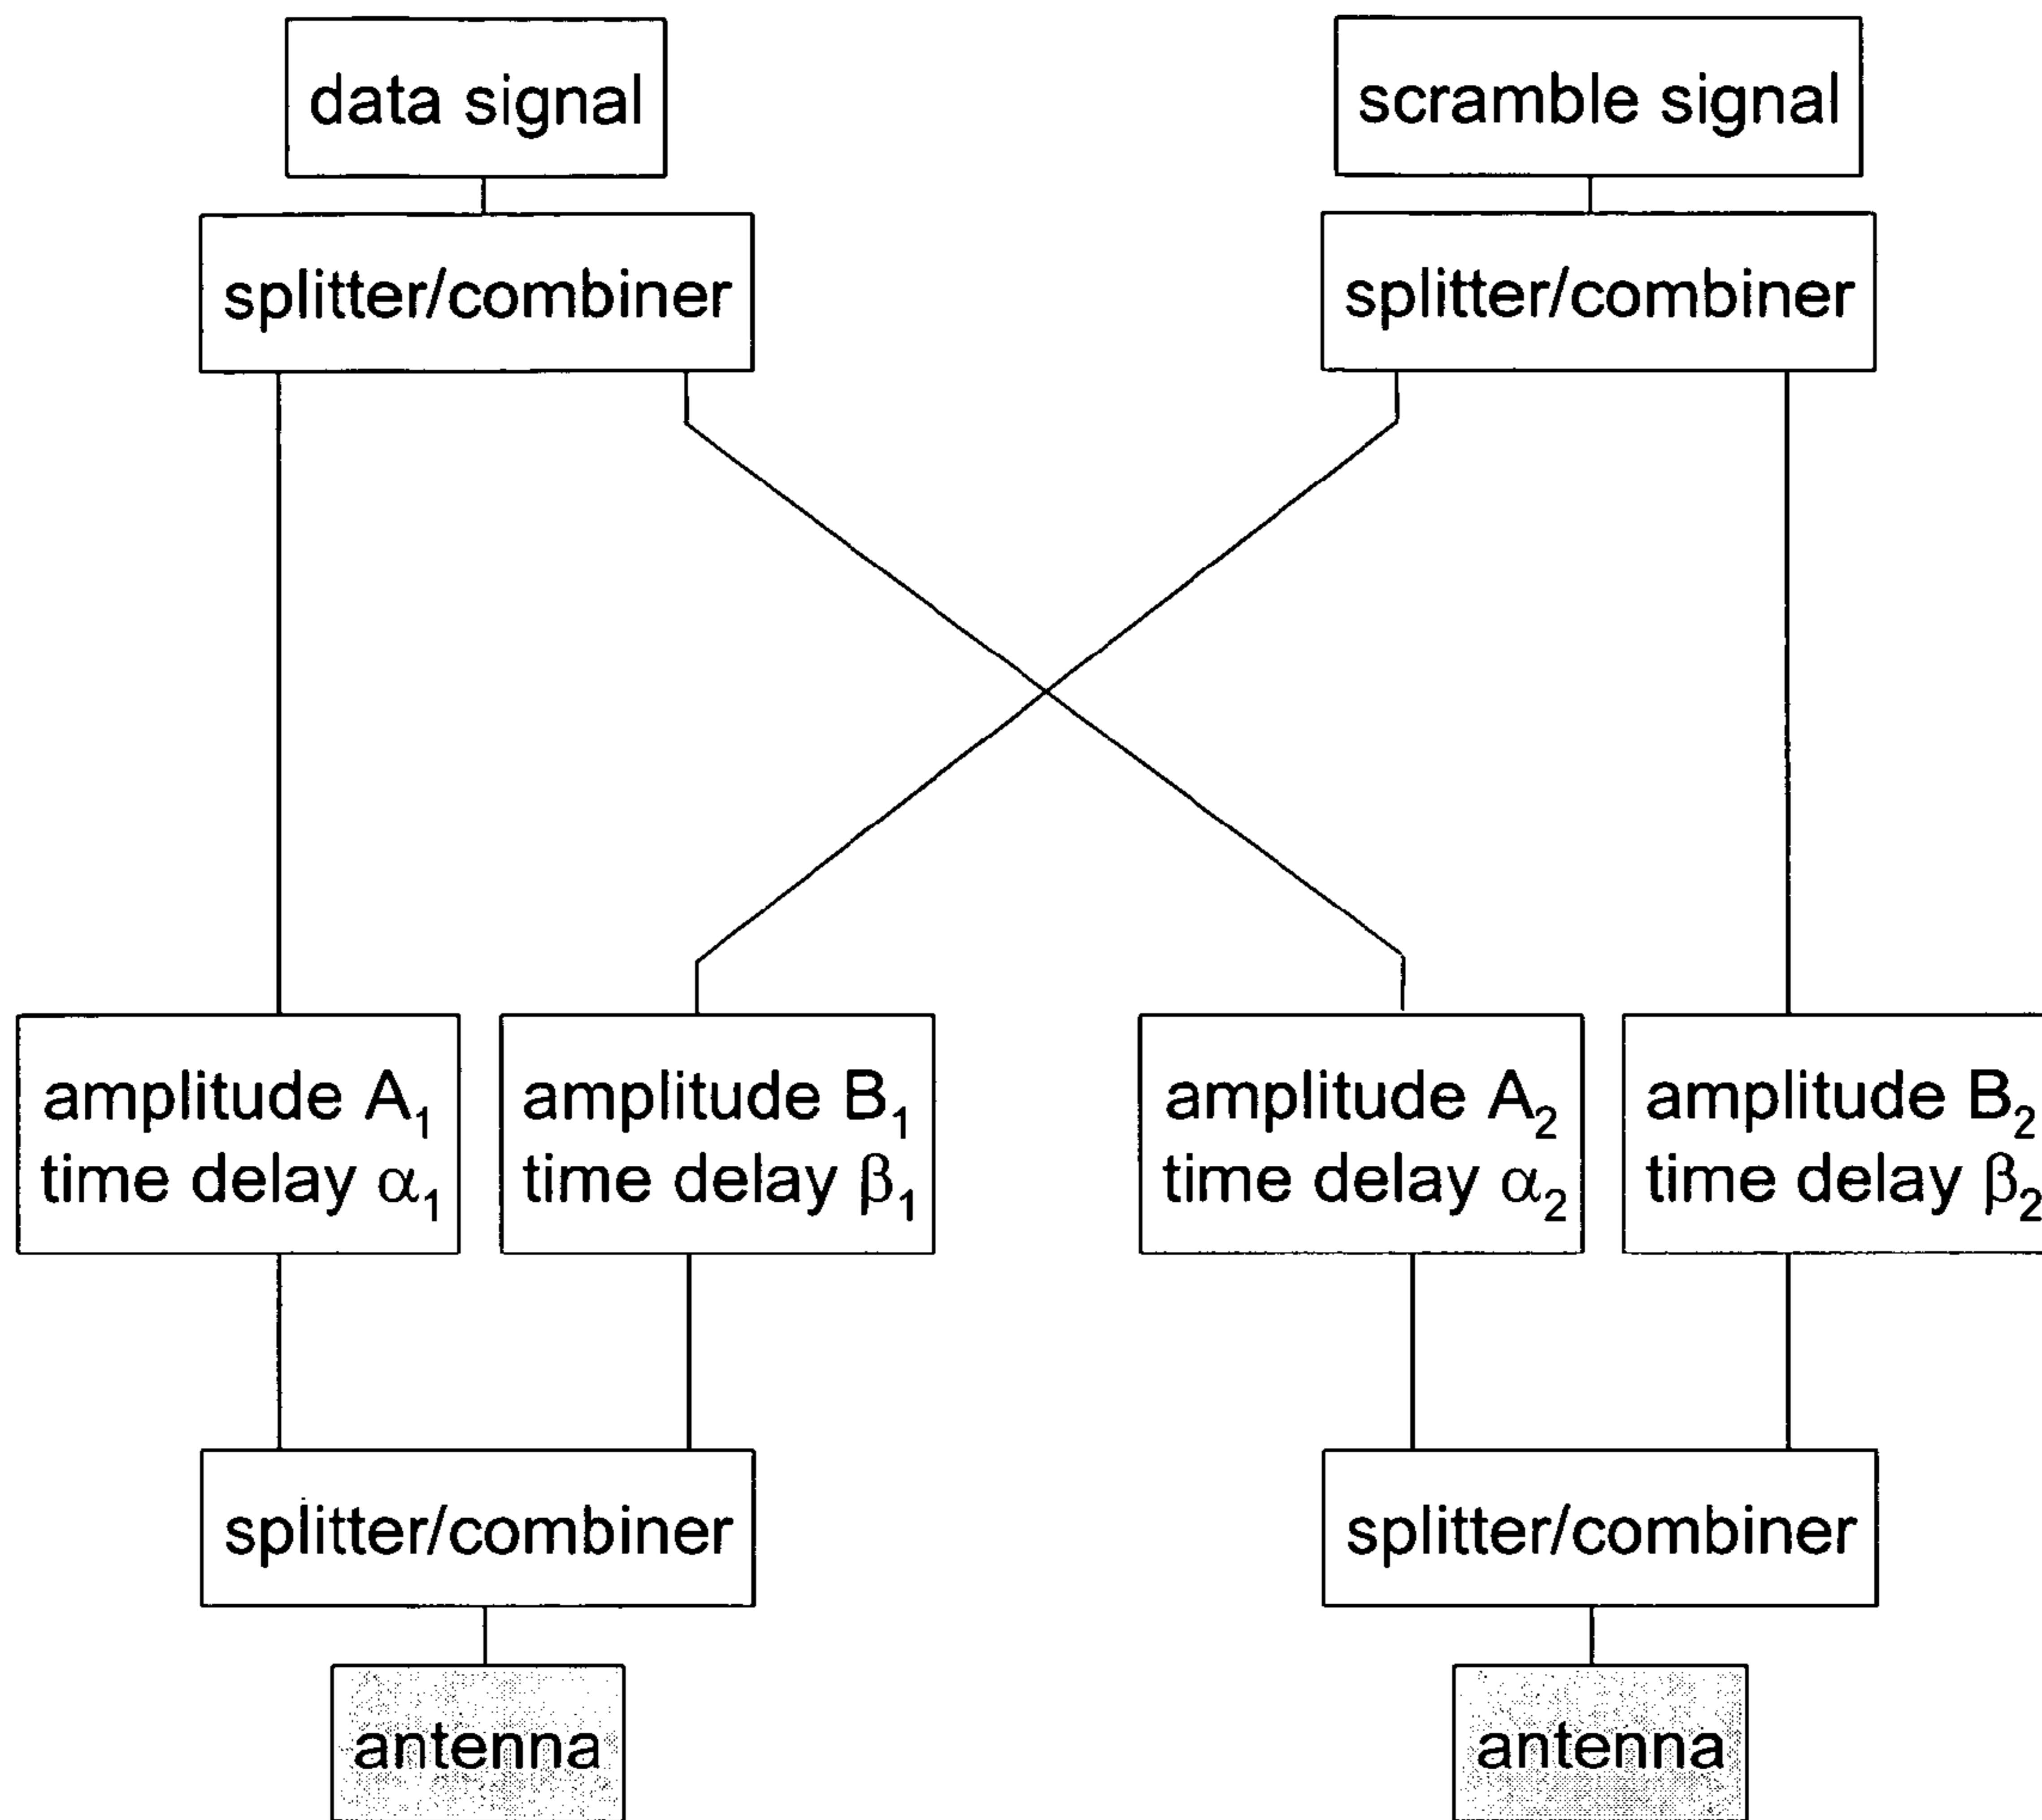 data signal
scramble signal
splitter/combiner
splitter/combiner
amplitude A₁
time delay α₁
amplitude B₁
time delay β₁
amplitude A₂
time delay α₂
amplitude B₂
time delay β₂
splitter/combiner
splitter/combiner
antenna
antenna